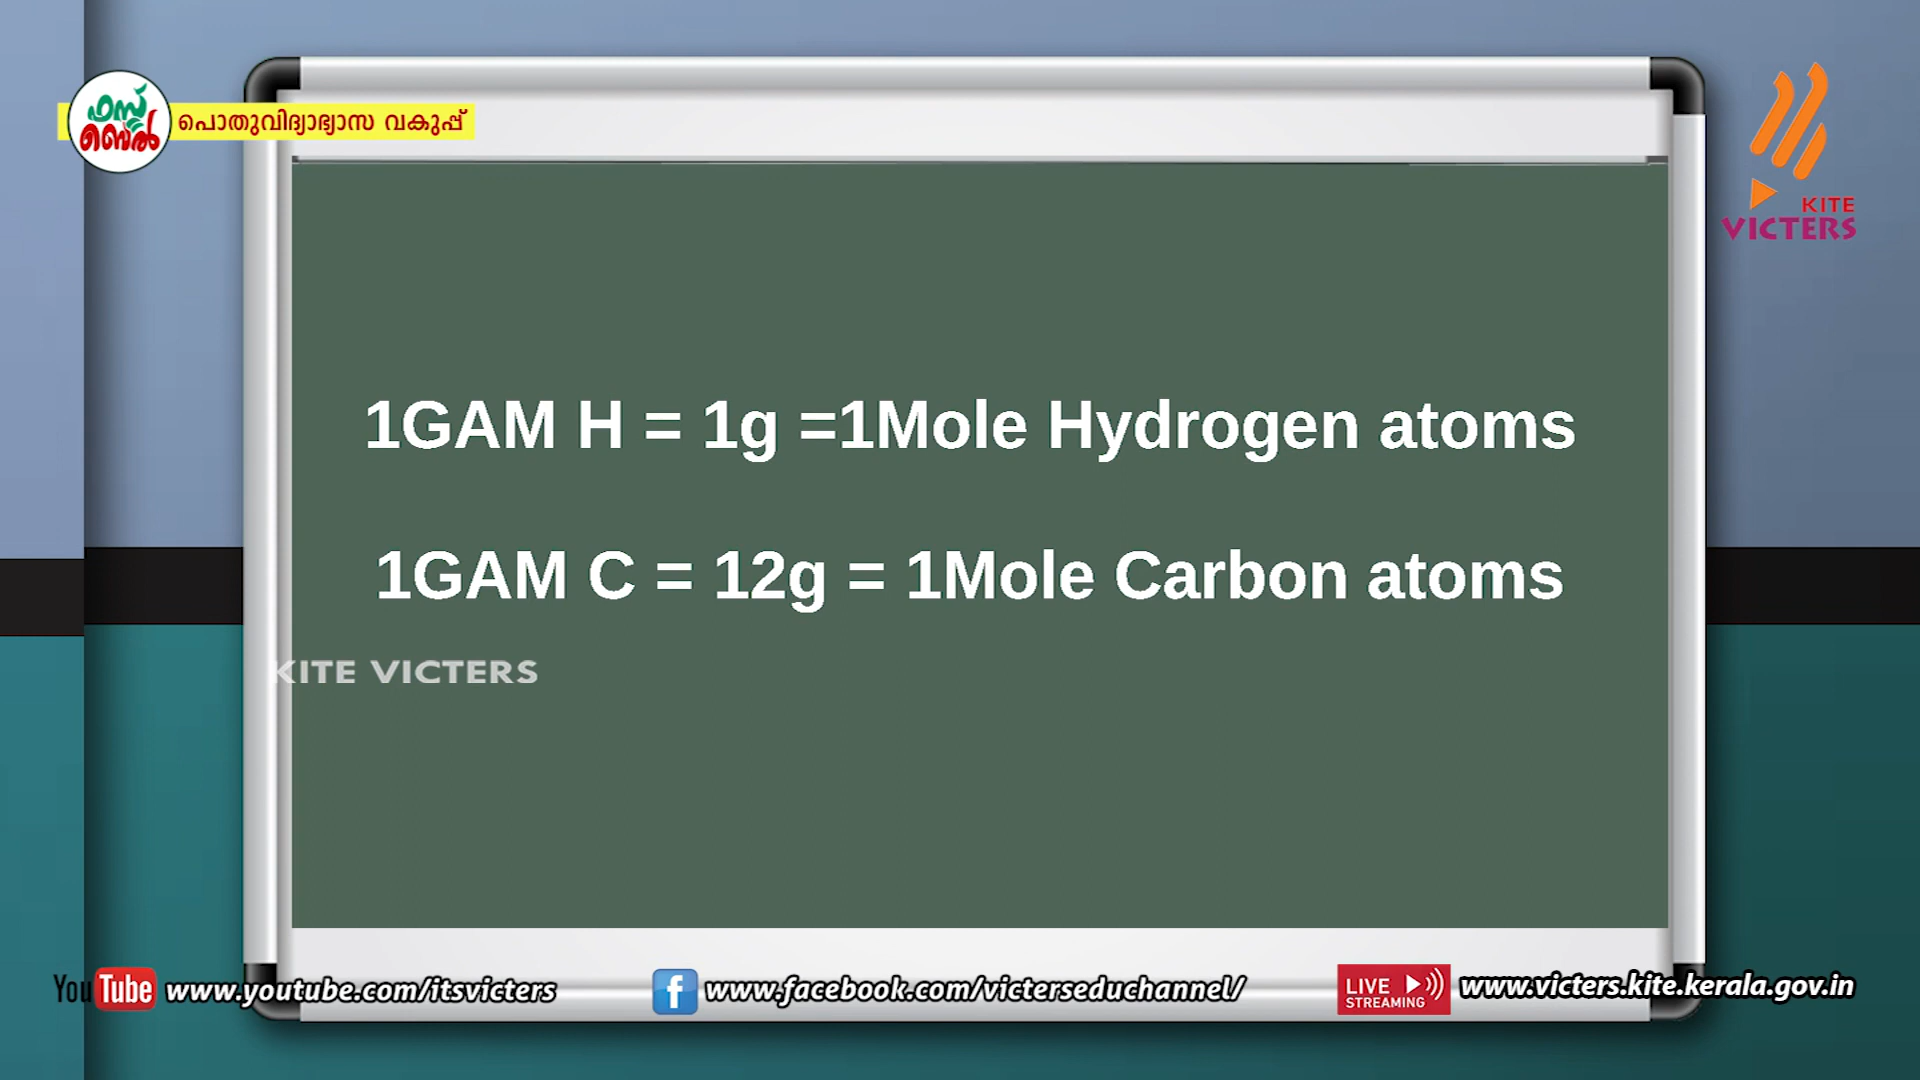 ഫസ്റ്റ്
ബെൽ
പൊതുവിദ്യാഭ്യാസ വകുപ്പ്
KITE
VICTERS
1GAM H = 1g =1Mole Hydrogen atoms
1GAM C = 12g = 1Mole Carbon atoms
KITE VICTERS
YouTube www.youtube.com/itsvicters
f www.facebook.com/victerseduchannel/
LIVE
STREAMING
www.victers.kite.kerala.gov.in